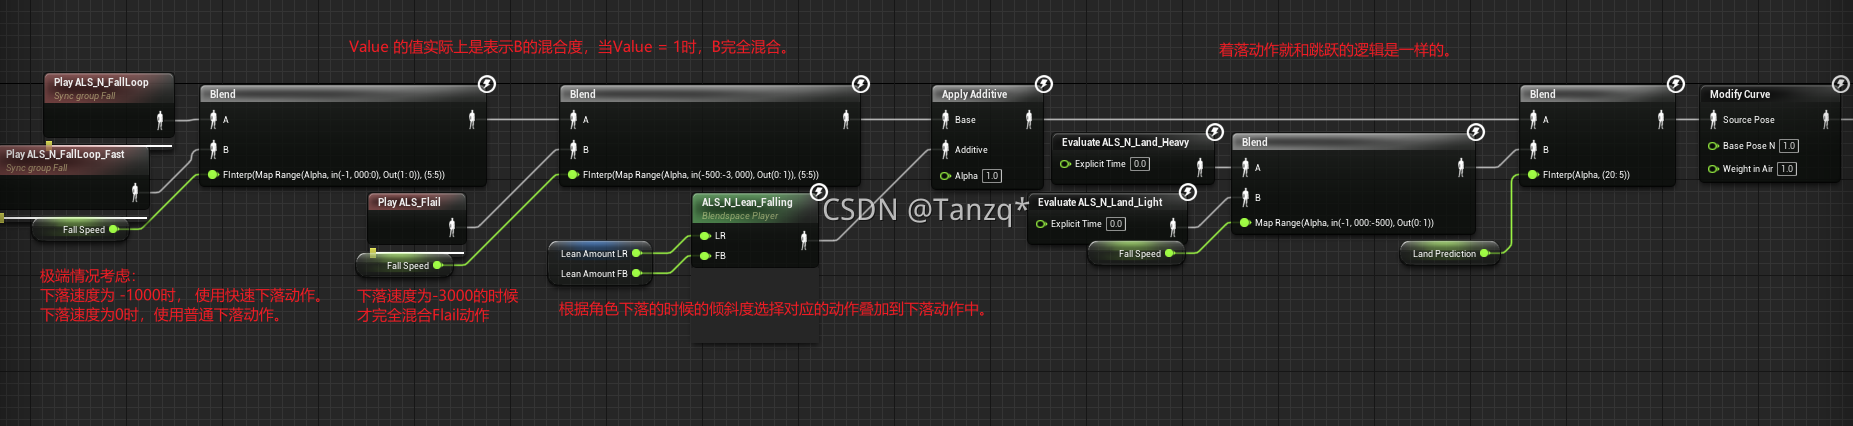 Value 的值实际上是表示B的混合度，当Value = 1时，B完全混合。
着落动作就和跳跃的逻辑是一样的。
Play ALS_N_FallLoop
Sync group Fall
Play ALS_N_FallLoop_Fast
Sync group Fall
Fall Speed
Blend
A
B
FInterp(Map Range(Alpha, in(-1, 000:0), Out(1: 0)), (5:5))
Play ALS_Flail
Fall Speed
Blend
A
B
FInterp(Map Range(Alpha, in(-500:-3, 000), Out(0: 1)), (5:5))
ALS_N_Lean_Falling
Blendspace Player
LR
FB
Lean Amount LR
Lean Amount FB
Apply Additive
Base
Additive
Alpha 1.0
CSDN @Tanzq*
Evaluate ALS_N_Land_Heavy
Explicit Time 0.0
Evaluate ALS_N_Land_Light
Explicit Time 0.0
Fall Speed
Blend
A
B
Map Range(Alpha, in(-1, 000:-500), Out(0: 1))
Land Prediction
Blend
A
B
FInterp(Alpha, (20: 5))
Modify Curve
Source Pose
Base Pose N 1.0
Weight in Air 1.0
极端情况考虑：
下落速度为 -1000时， 使用快速下落动作。
下落速度为0时，使用普通下落动作。
下落速度为-3000的时候
才完全混合Flail动作
根据角色下落的时候的倾斜度选择对应的动作叠加到下落动作中。